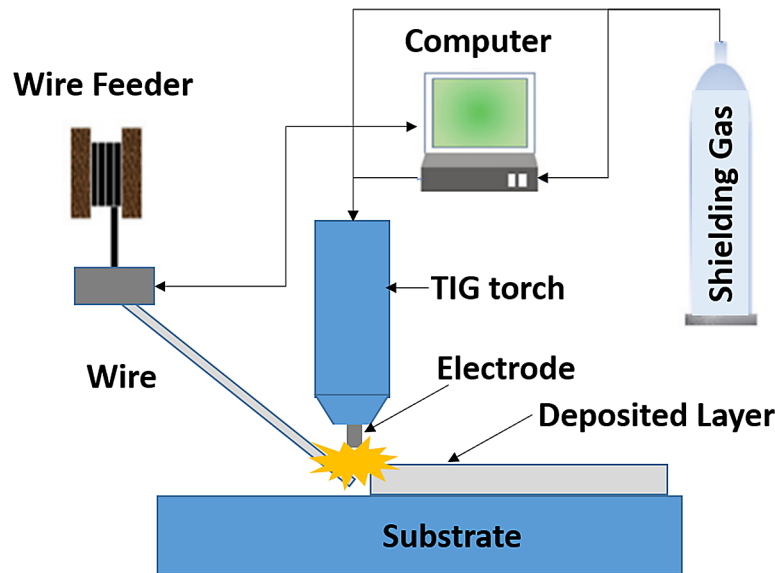 Computer
Wire Feeder
Shielding Gas
TIG torch
Wire
Electrode
Deposited Layer
Substrate